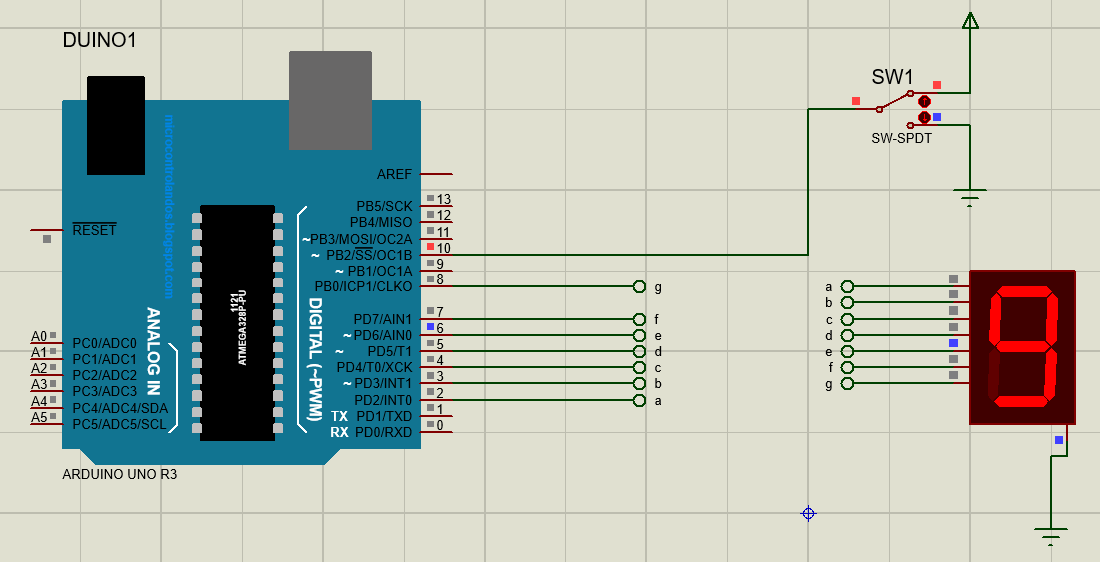 DUINO1
SW1
SW-SPDT
microcontrolandos.blogspot.com
AREF
RESET
PB5/SCK 13
PB4/MISO 12
~PB3/MOSI/OC2A 11
~ PB2/SS/OC1B 10
~ PB1/OC1A 9
PB0/ICP1/CLKO 8
PD7/AIN1 7
~PD6/AIN0 6
~ PD5/T1 5
PD4/T0/XCK 4
~PD3/INT1 3
PD2/INT0 2
TX PD1/TXD 1
RX PD0/RXD 0
1121
ATMEGA328P-PU
DIGITAL (~PWM)
ANALOG IN
A0 PC0/ADC0
A1 PC1/ADC1
A2 PC2/ADC2
A3 PC3/ADC3
A4 PC4/ADC4/SDA
A5 PC5/ADC5/SCL
ARDUINO UNO R3
g
f
e
d
c
b
a
a
b
c
d
e
f
g